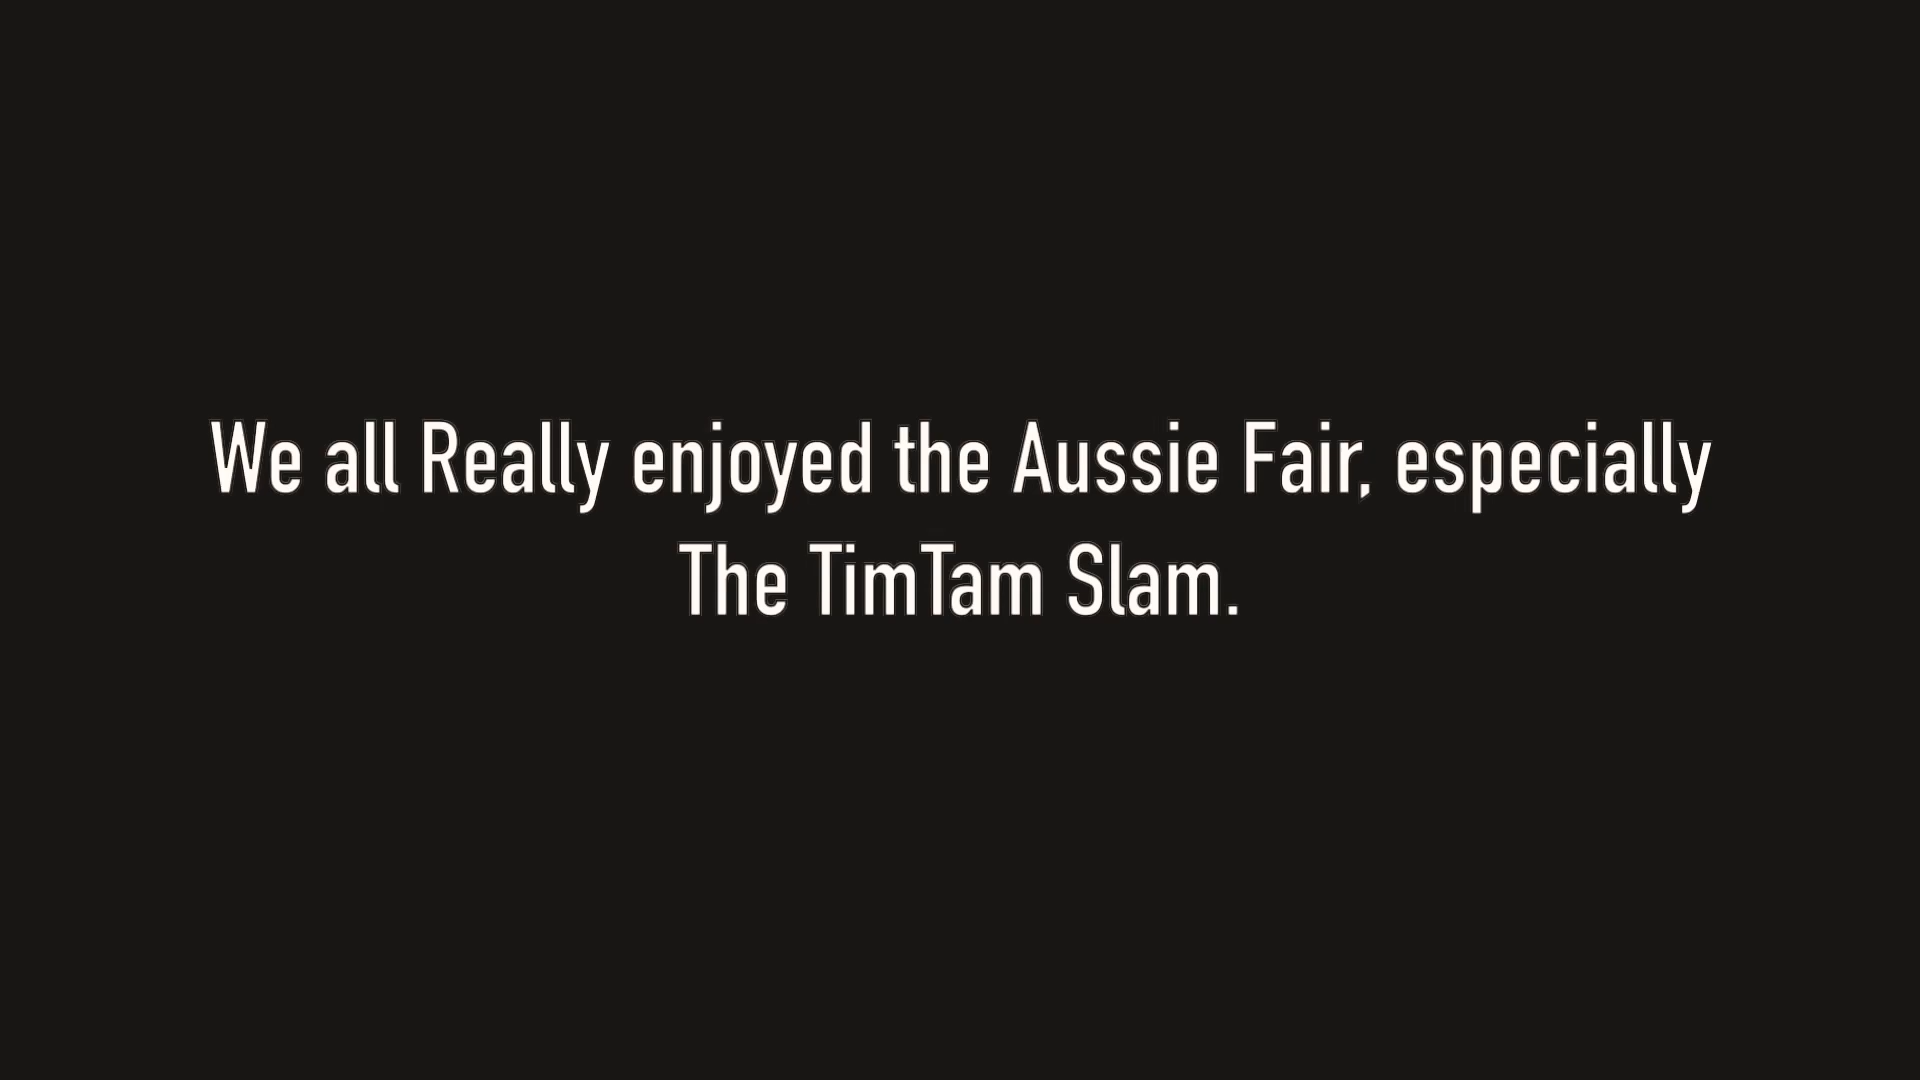 We all Really enjoyed the Aussie Fair, especially
The TimTam Slam.